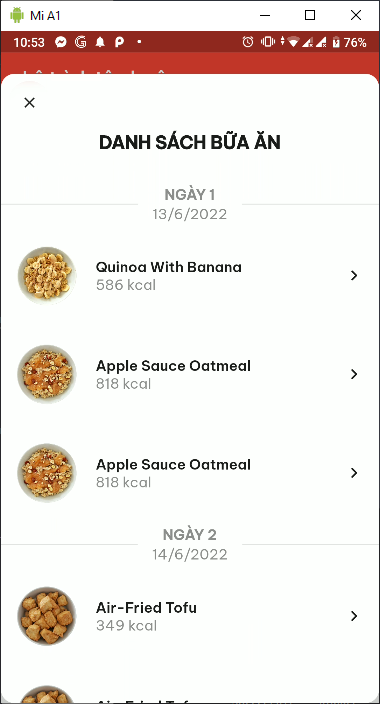 Mi A1
10:53
76%
DANH SÁCH BỮA ĂN
NGÀY 1
13/6/2022
Quinoa With Banana
586 kcal
Apple Sauce Oatmeal
818 kcal
Apple Sauce Oatmeal
818 kcal
NGÀY 2
14/6/2022
Air-Fried Tofu
349 kcal